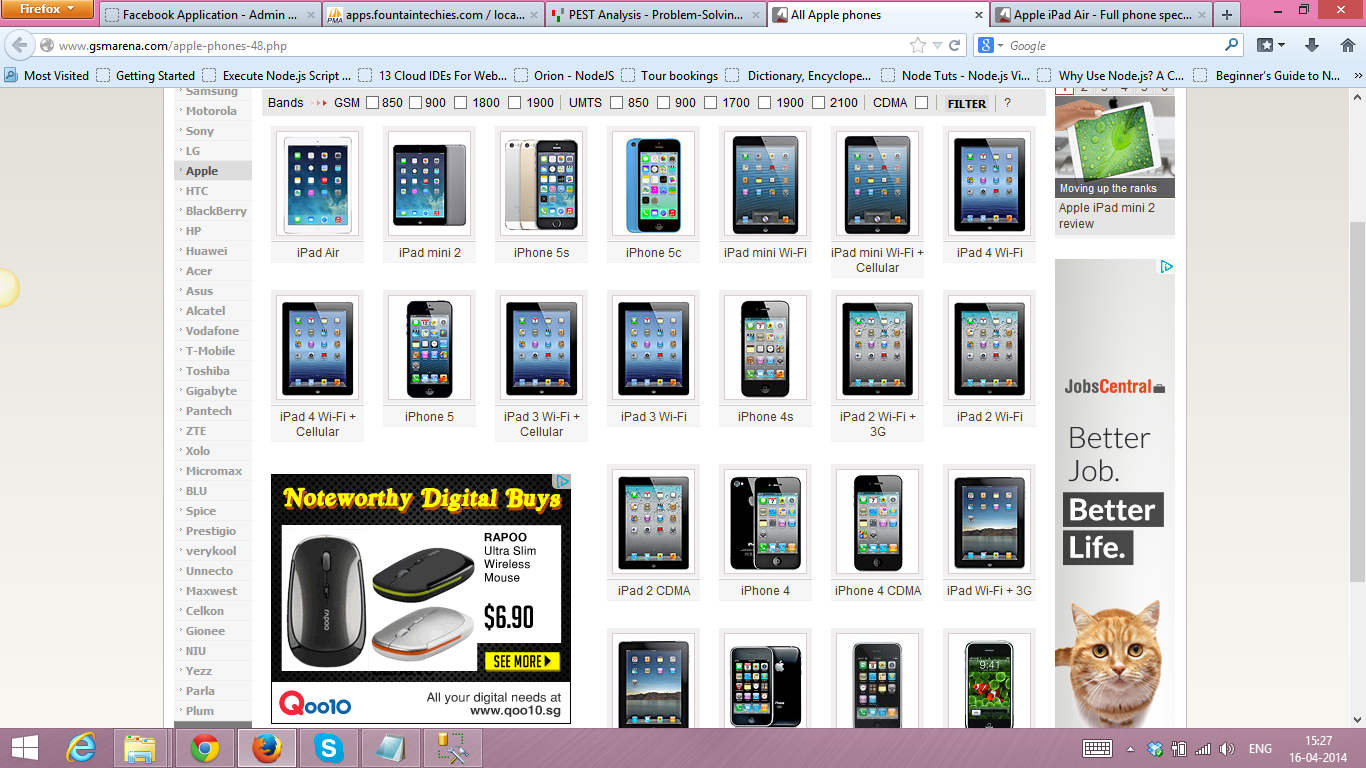 Firefox
Facebook Application - Admin ...
apps.fountaintechies.com / loca...
PEST Analysis - Problem-Solvin...
All Apple phones
Apple iPad Air - Full phone spec...
www.gsmarena.com/apple-phones-48.php
Google
Most Visited
Getting Started
Execute Node.js Script ...
13 Cloud IDEs For Web...
Orion - NodeJS
Tour bookings
Dictionary, Encyclope...
Node Tuts - Node.js Vi...
Why Use Node.js? A C...
Beginner's Guide to N...
Samsung
Motorola
Sony
LG
Apple
HTC
BlackBerry
HP
Huawei
Acer
Asus
Alcatel
Vodafone
T-Mobile
Toshiba
Gigabyte
Pantech
ZTE
Xolo
Micromax
BLU
Spice
Prestigio
verykool
Unnecto
Maxwest
Celkon
Gionee
NIU
Yezz
Parla
Plum
Bands GSM 850 900 1800 1900 UMTS 850 900 1700 1900 2100 CDMA FILTER ?
iPad Air
iPad mini 2
iPhone 5s
iPhone 5c
iPad mini Wi-Fi
iPad mini Wi-Fi +
Cellular
iPad 4 Wi-Fi
iPad 4 Wi-Fi +
Cellular
iPhone 5
iPad 3 Wi-Fi +
Cellular
iPad 3 Wi-Fi
iPhone 4s
iPad 2 Wi-Fi +
3G
iPad 2 Wi-Fi
Noteworthy Digital Buys
RAPOO
Ultra Slim
Wireless
Mouse
$6.90
SEE MORE
rapoo
Qoo10
All your digital needs at
www.qoo10.sg
iPad 2 CDMA
iPhone 4
iPhone 4 CDMA
iPad Wi-Fi + 3G
9:41
1 2 3 4 5 6
Moving up the ranks
Apple iPad mini 2
review
JobsCentral
Better
Job.
Better
Life.
ENG
15:27
16-04-2014